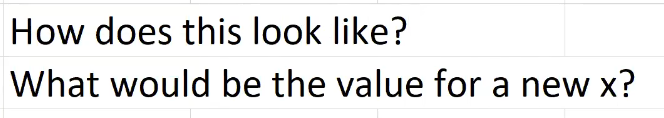 How does this look like?
What would be the value for a new x?